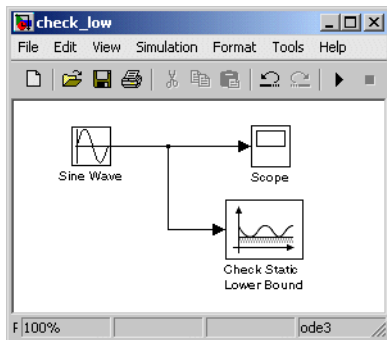 check_low
File Edit View Simulation Format Tools Help
Sine Wave
Scope
Check Static
Lower Bound
F 100% ode3